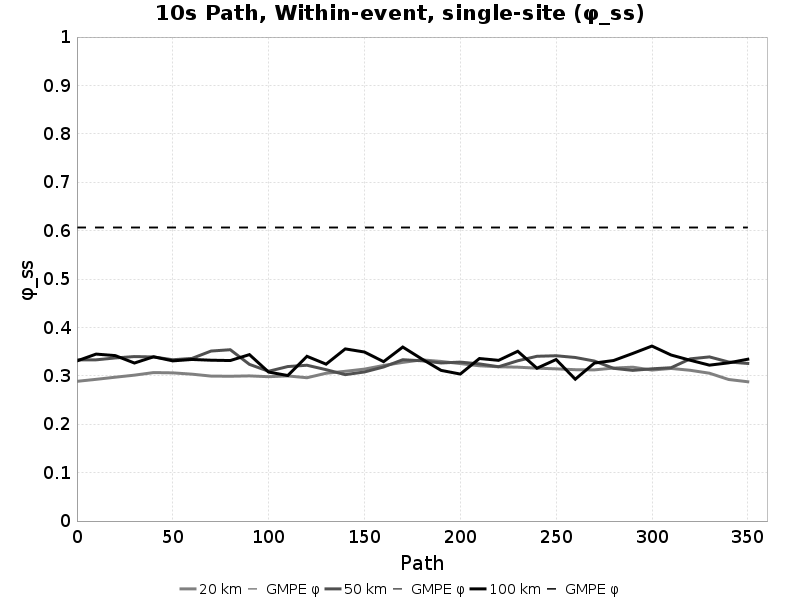 10s Path, Within-event, single-site (φ_ss)
1
0.9
0.8
0.7
0.6
0.5
0.4
0.3
0.2
0.1
0
φ_ss
0 50 100 150 200 250 300 350
Path
20 km GMPE φ 50 km GMPE φ 100 km GMPE φ